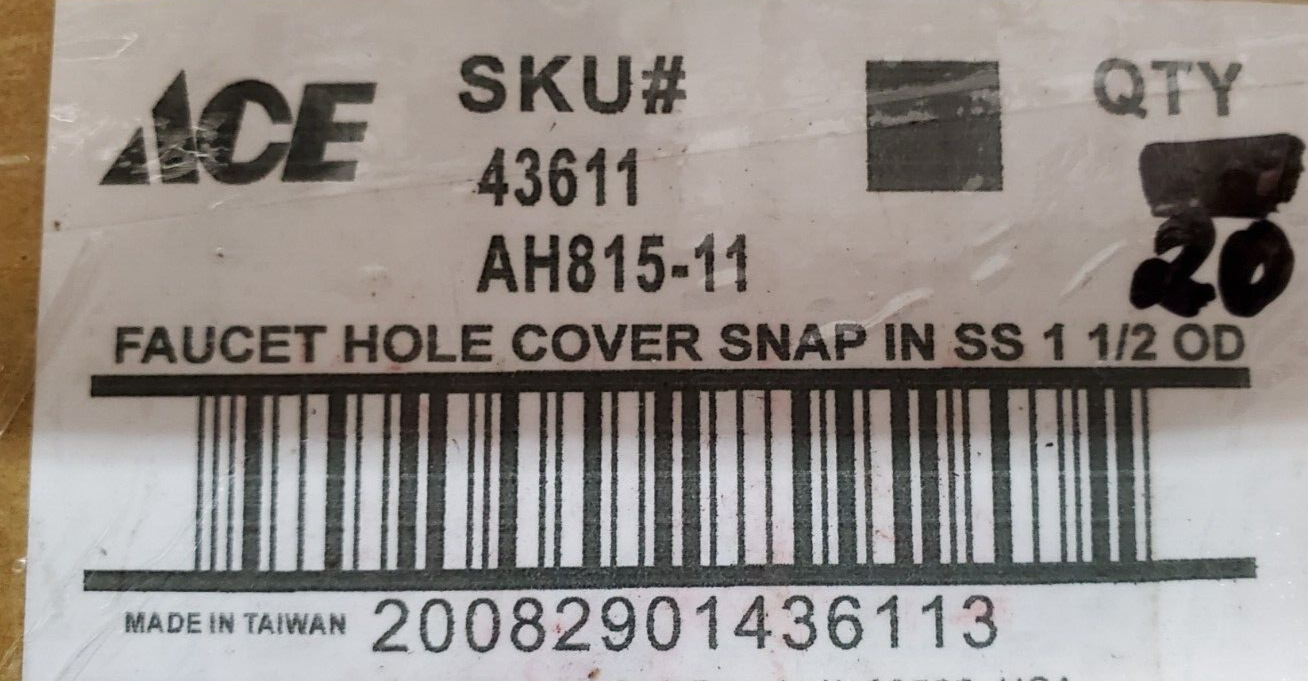 ACE
SKU#
QTY
43611
20
AH815-11
FAUCET HOLE COVER SNAP IN SS 1 1/2 OD
MADE IN TAIWAN
20082901436113